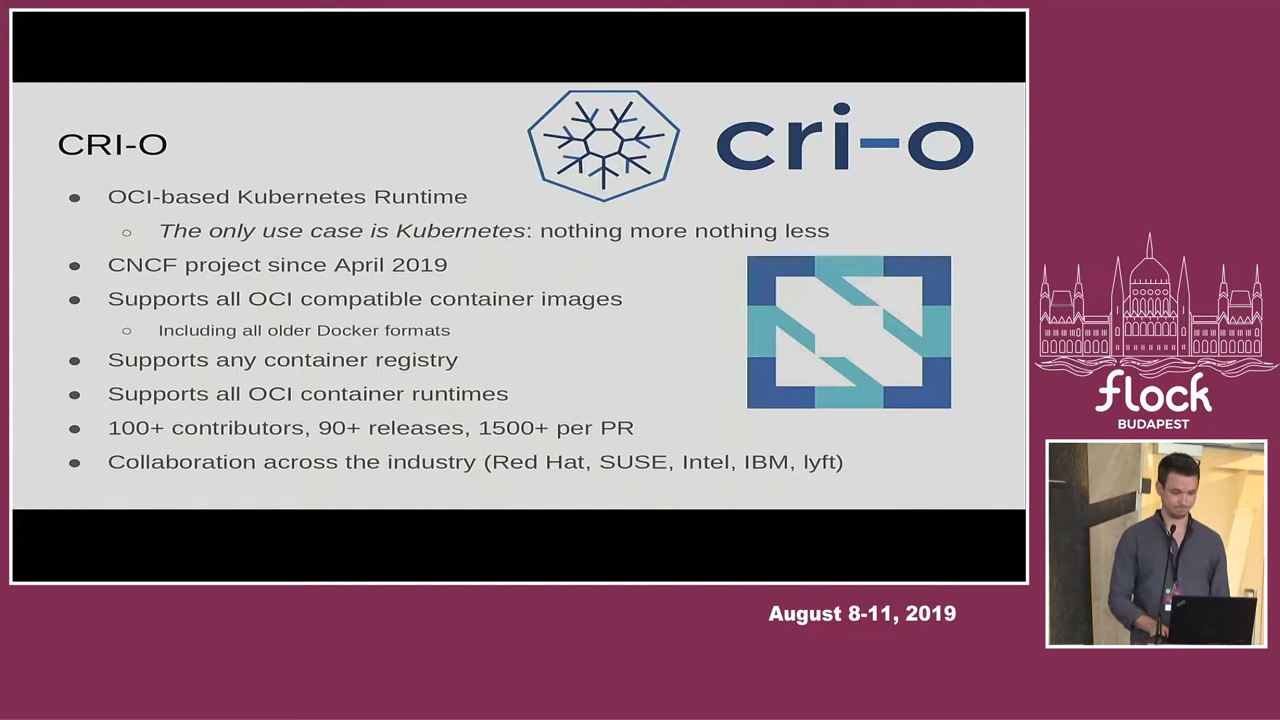 CRI-O
cri-o
OCI-based Kubernetes Runtime
The only use case is Kubernetes: nothing more nothing less
CNCF project since April 2019
Supports all OCI compatible container images
Including all older Docker formats
Supports any container registry
Supports all OCI container runtimes
100+ contributors, 90+ releases, 1500+ per PR
Collaboration across the industry (Red Hat, SUSE, Intel, IBM, lyft)
flock
BUDAPEST
August 8-11, 2019